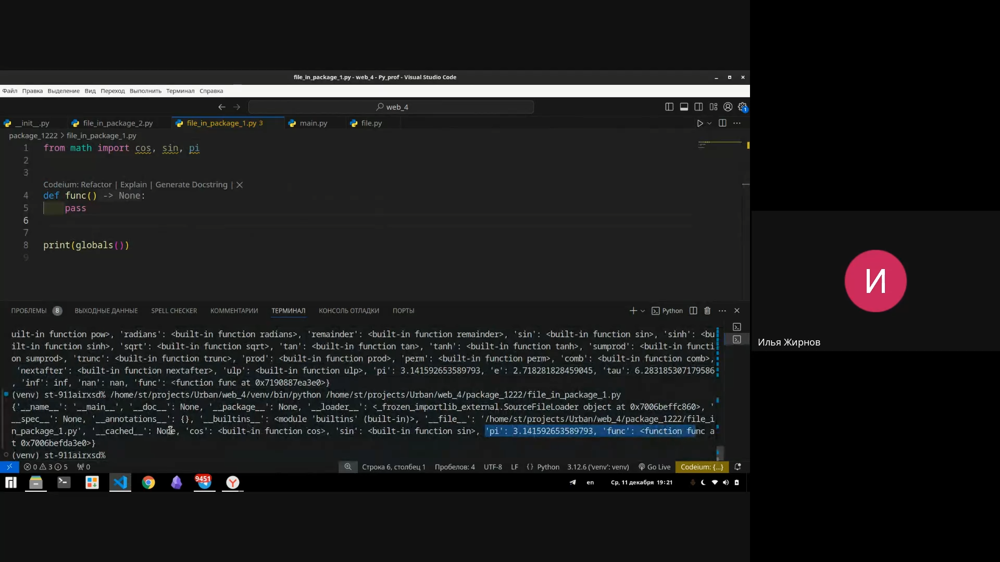 file_in_package_1.py - web_4 - Py_prof - Visual Studio Code
Файл Правка Выделение Вид Переход Выполнить Терминал Справка
web_4
1
__init__.py file_in_package_2.py file_in_package_1.py 3 main.py file.py
package_1222 > file_in_package_1.py
1 from math import cos, sin, pi
2
3
Codeium: Refactor | Explain | Generate Docstring |
4 def func() -> None:
5 pass
6
7
8 print(globals())
9
ПРОБЛЕМЫ 8 ВЫХОДНЫЕ ДАННЫЕ SPELL CHECKER КОММЕНТАРИИ ТЕРМИНАЛ КОНСОЛЬ ОТЛАДКИ ПОРТЫ Python
uilt-in function pow>, 'radians': <built-in function radians>, 'remainder': <built-in function remainder>, 'sin': <built-in function sin>, 'sinh': <bu
ilt-in function sinh>, 'sqrt': <built-in function sqrt>, 'tan': <built-in function tan>, 'tanh': <built-in function tanh>, 'sumprod': <built-in functi
on sumprod>, 'trunc': <built-in function trunc>, 'prod': <built-in function prod>, 'perm': <built-in function perm>, 'comb': <built-in function comb>,
'nextafter': <built-in function nextafter>, 'ulp': <built-in function ulp>, 'pi': 3.141592653589793, 'e': 2.718281828459045, 'tau': 6.283185307179586
, 'inf': inf, 'nan': nan, 'func': <function func at 0x7190887ea3e0>}
(venv) st-911airxsd% /home/st/projects/Urban/web_4/venv/bin/python /home/st/projects/Urban/web_4/package_1222/file_in_package_1.py
{'__name__': '__main__', '__doc__': None, '__package__': None, '__loader__': <_frozen_importlib_external.SourceFileLoader object at 0x7006beffc860>, '
__spec__': None, '__annotations__': {}, '__builtins__': <module 'builtins' (built-in)>, '__file__': '/home/st/projects/Urban/web_4/package_1222/file_i
n_package_1.py', '__cached__': None, 'cos': <built-in function cos>, 'sin': <built-in function sin>, 'pi': 3.141592653589793, 'func': <function func a
t 0x7006befda3e0>}
(venv) st-911airxsd%
0 3 5 0 Строка 6, столбец 1 Пробелов: 4 UTF-8 LF {} Python 3.12.6 ('venv': venv) Go Live Codeium: {...}
9451 en Ср, 11 декабря 19:21
И
Илья Жирнов